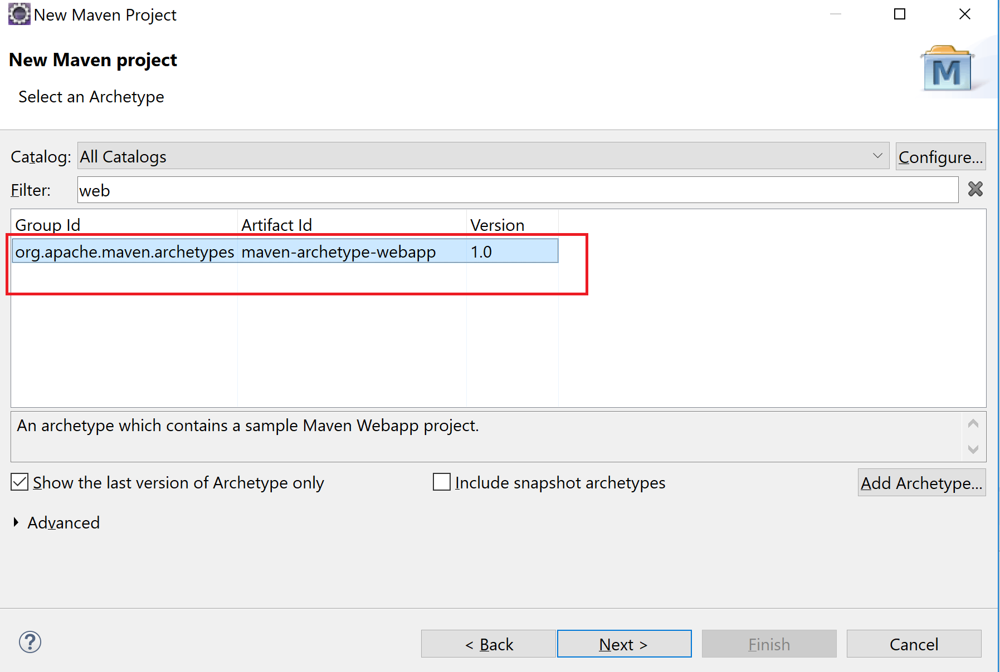 New Maven Project
New Maven project
M
Select an Archetype
Catalog: All Catalogs Configure...
Filter: web
Group Id Artifact Id Version
org.apache.maven.archetypes maven-archetype-webapp 1.0
An archetype which contains a sample Maven Webapp project.
Show the last version of Archetype only Include snapshot archetypes Add Archetype...
Advanced
? < Back Next > Finish Cancel